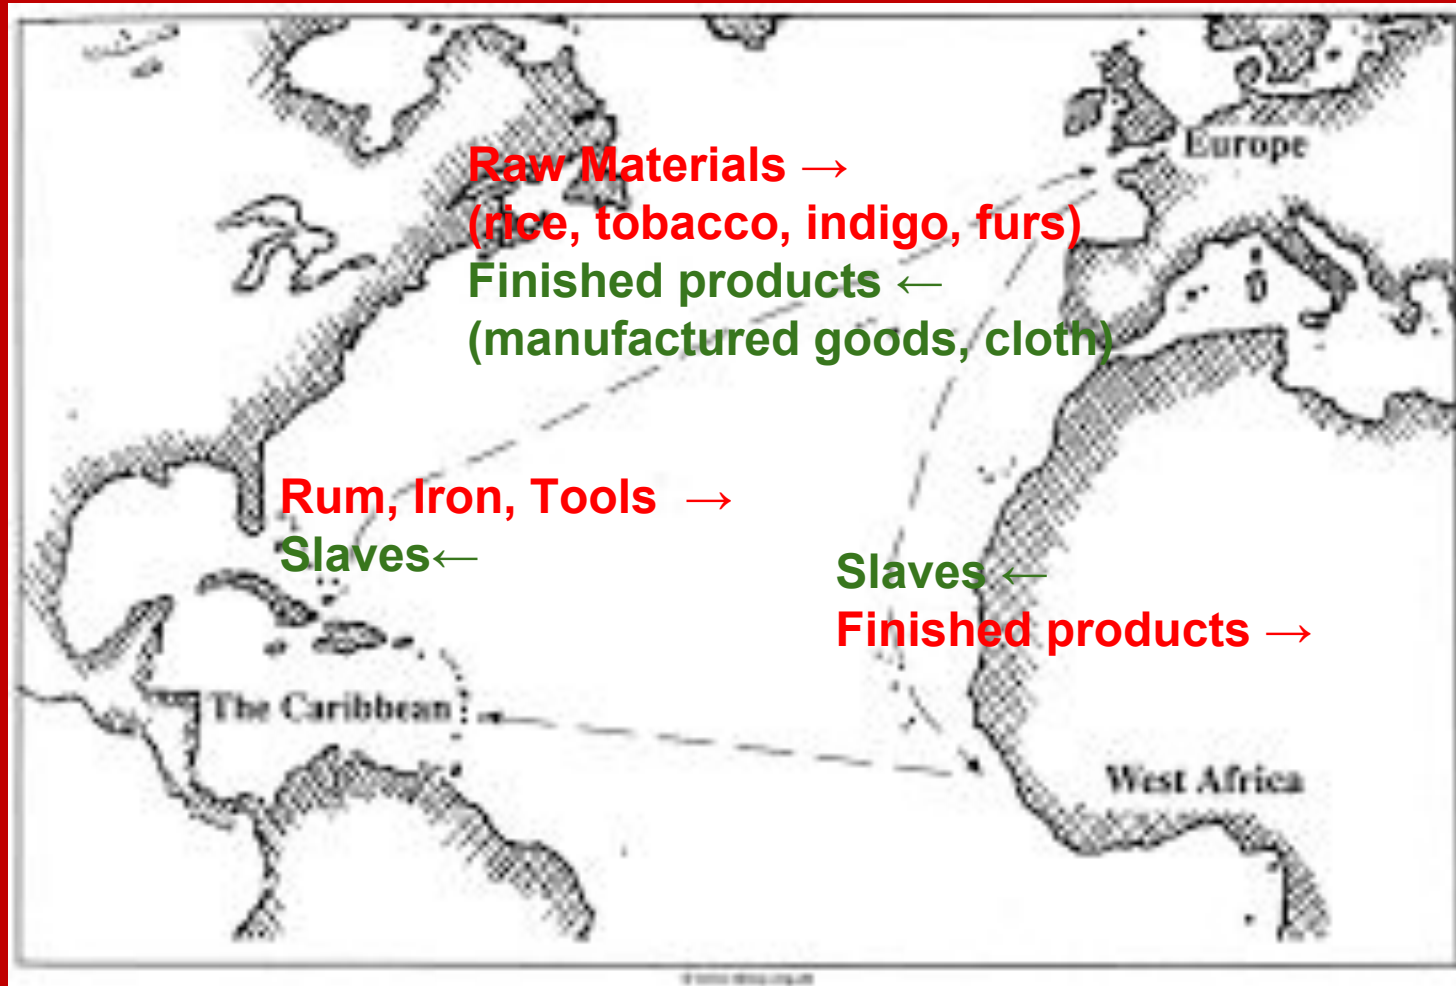 Europe
Raw Materials →
(rice, tobacco, indigo, furs)
Finished products ←
(manufactured goods, cloth)
Rum, Iron, Tools →
Slaves←
Slaves ←
Finished products →
The Caribbean
West Africa